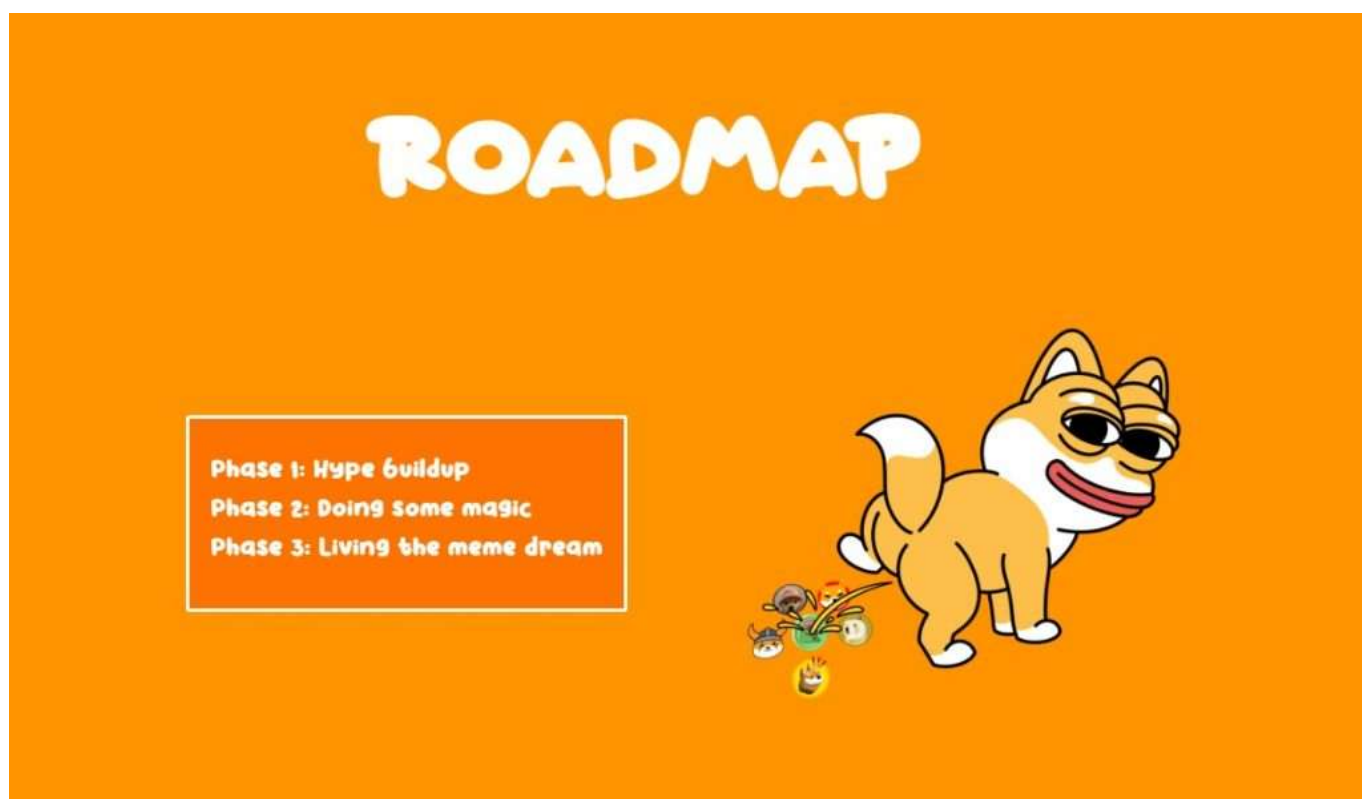 ROADMAP
Phase 1: Hype buildup
Phase 2: Doing some magic
Phase 3: Living the meme dream